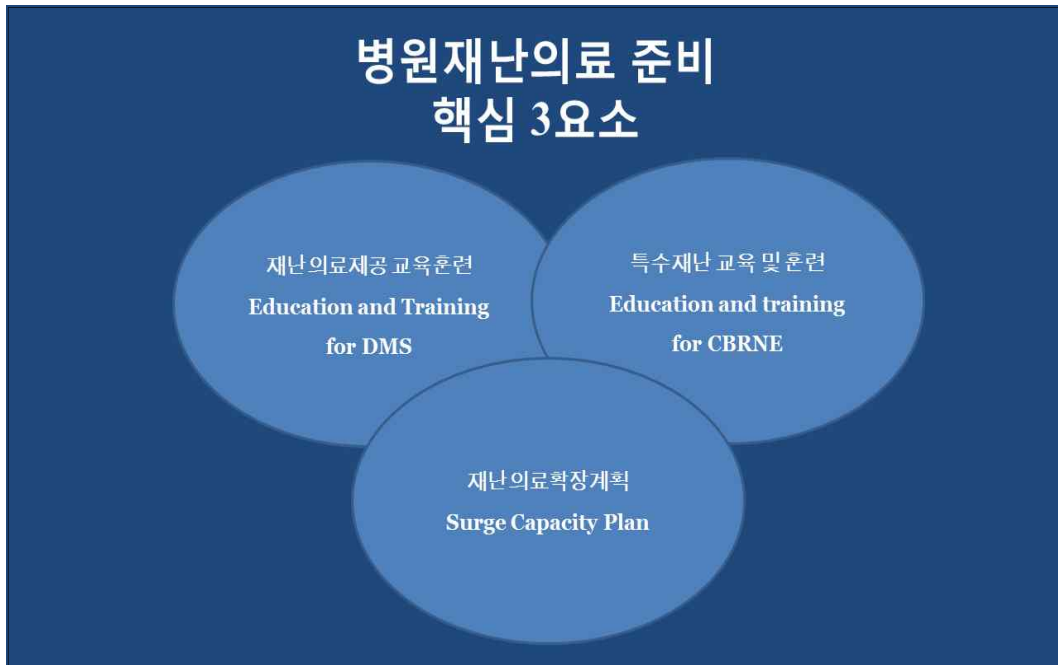 병원재난의료 준비
핵심 3요소
재난의료제공 교육훈련
Education and Training
for DMS
특수재난 교육 및 훈련
Education and training
for CBRNE
재난의료확장계획
Surge Capacity Plan